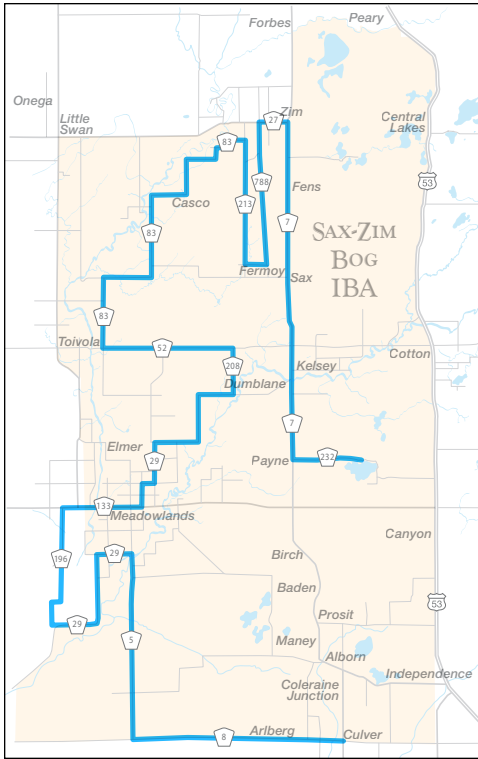 Peary
Forbes
Onega
Little
Swan
Zim
27
Central
Lakes
83
53
788
Fens
Casco
213
7
83
SAX-ZIM
BOG
IBA
Fermoy
Sax
83
Toivola
52
Cotton
208
Kelsey
Dumblane
7
Elmer
29
Payne
232
133
Meadowlands
Canyon
196
29
Birch
Baden
53
29
5
Prosit
Maney
Alborn
Independence
Coleraine
Junction
8
Arlberg
Culver